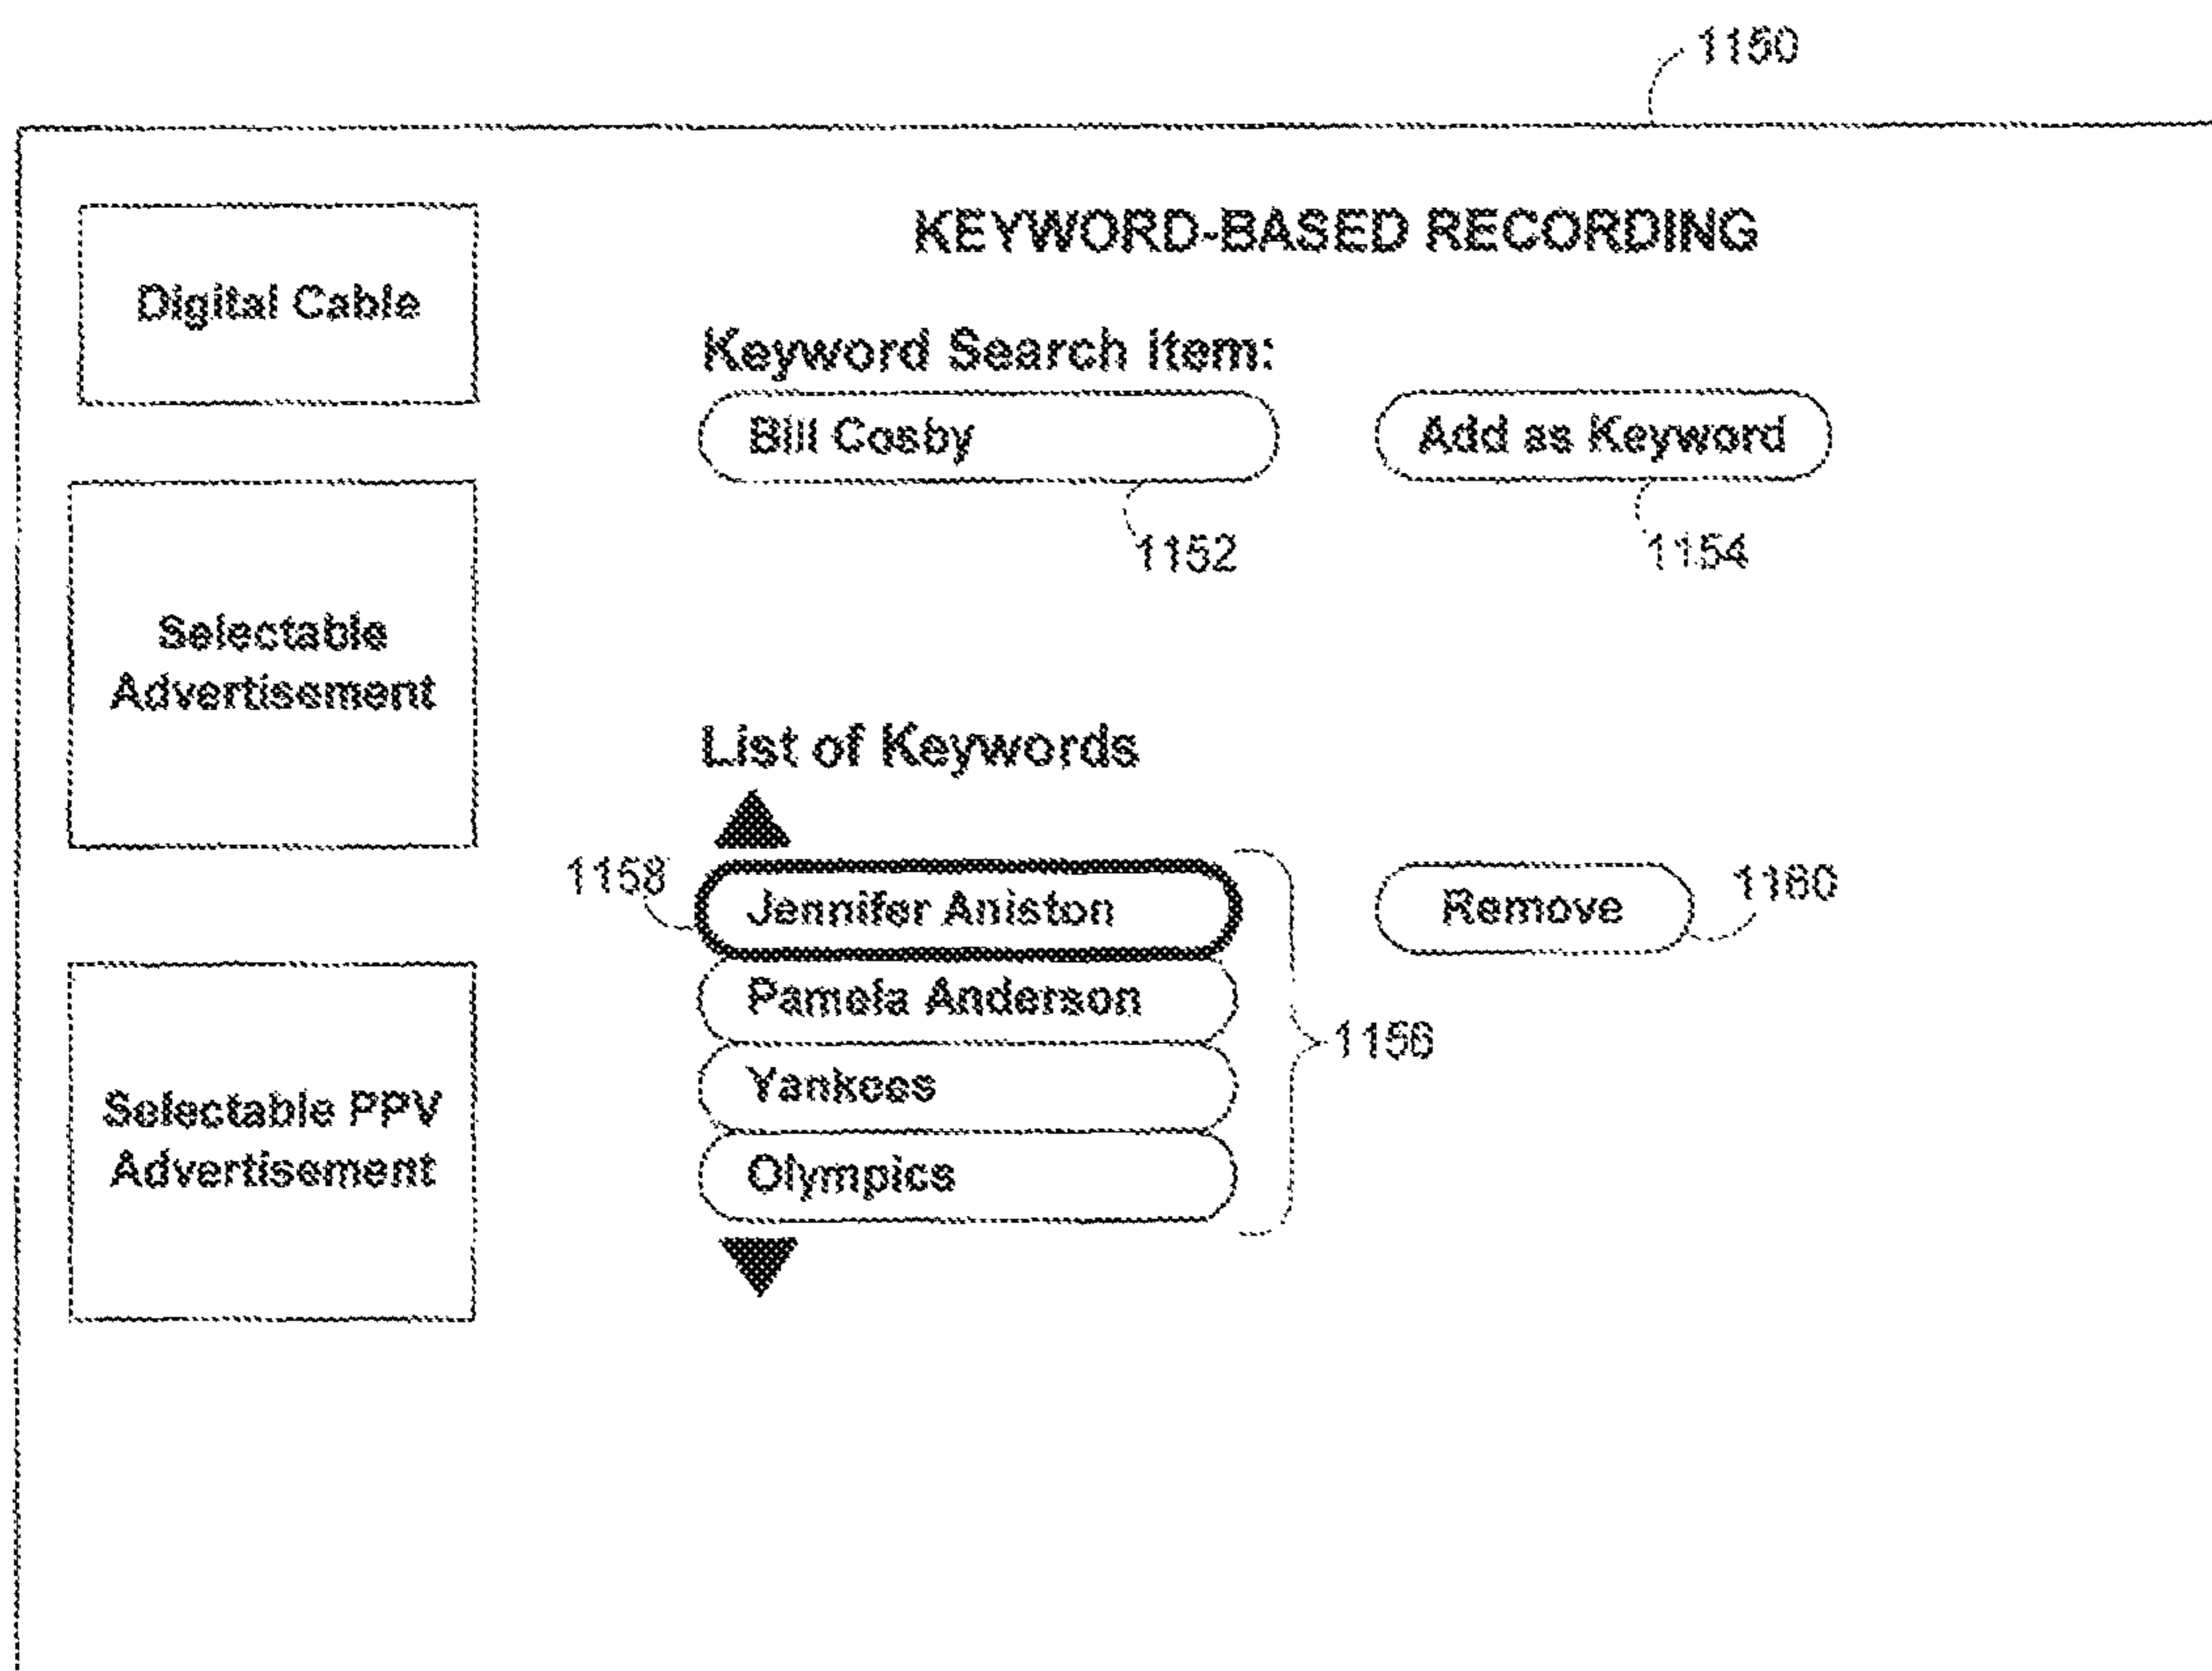 1150
KEYWORD-BASED RECORDING
Digital Cable
Keyword Search Item:
Bill Cosby
Add as Keyword
1152
1154
Selectable
Advertisement
List of Keywords
1158
Jennifer Aniston
Remove
1160
Pamela Anderson
1156
Yankees
Olympics
Selectable PPV
Advertisement